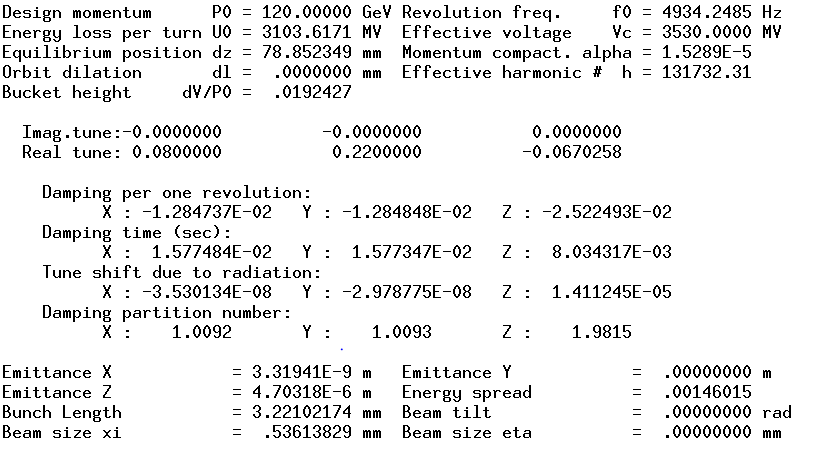 Design momentum      P0 = 120.00000 GeV Revolution freq.     f0 = 4934.2485 Hz
Energy loss per turn U0 = 3103.6171 MV  Effective voltage    Vc = 3530.0000 MV
Equilibrium position dz = 78.852349 mm  Momentum compact. alpha = 1.5289E-5
Orbit dilation       dl =  .0000000 mm  Effective harmonic #  h = 131732.31
Bucket height     dV/P0 =  .0192427
Imag.tune:-0.0000000          -0.0000000           0.0000000
Real tune: 0.0800000           0.2200000          -0.0670258
Damping per one revolution:
X : -1.284737E-02   Y : -1.284848E-02   Z : -2.522493E-02
Damping time (sec):
X :  1.577484E-02   Y :  1.577347E-02   Z :  8.034317E-03
Tune shift due to radiation:
X : -3.530134E-08   Y : -2.978775E-08   Z :  1.411245E-05
Damping partition number:
X :    1.0092       Y :    1.0093       Z :    1.9815
Emittance X            = 3.31941E-9 m   Emittance Y            =  .00000000 m
Emittance Z            = 4.70318E-6 m   Energy spread          =  .00146015
Bunch Length           = 3.22102174 mm  Beam tilt              =  .00000000 rad
Beam size xi           =  .53613829 mm  Beam size eta          =  .00000000 mm